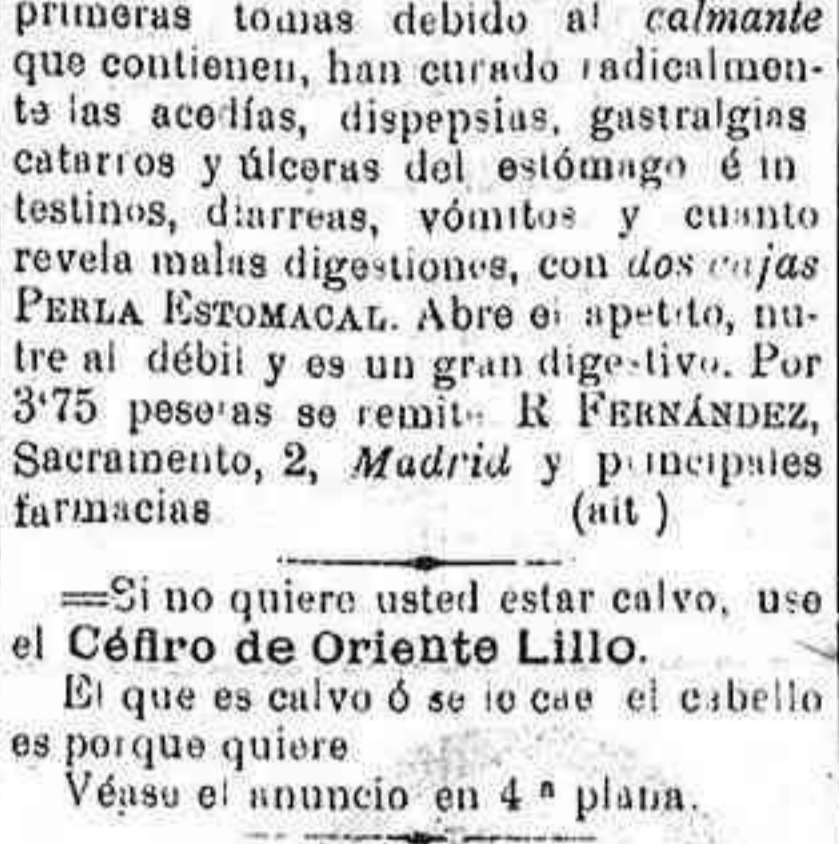 primeras tomas debido al calmante
que contienen, han curado radicalmen-
te las acedías, dispepsias, gastralgias
catarros y úlceras del estómago é in
testinos, diarreas, vómitos y cuanto
revela malas digestiones, con dos cajas
PERLA ESTOMACAL. Abre el apetito, nu-
tre al débil y es un gran digestivo. Por
3‘75 pesetas se remite R FERNÁNDEZ,
Sacramento, 2, Madrid y principales
farmacias (ait )
=Si no quiere usted estar calvo, use
el Céfiro de Oriente Lillo.
El que es calvo ó se le cae el cabello
es porque quiere
Véase el anuncio en 4 ª plana.